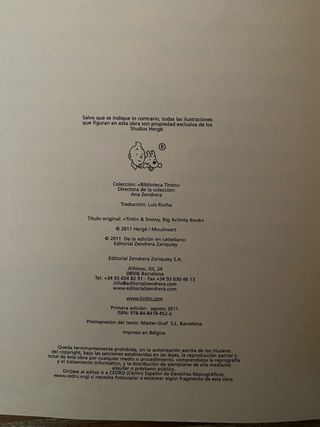 Salvo que se indique lo contrario, todas las ilustraciones
que figuran en esta obra son propiedad exclusiva de los
Studios Hergé.
®
Colección: «Biblioteca Tintin»
Directora de la colección:
Ana Zendrera
Traducción: Luis Rocha
Título original: «Tintin & Snowy. Big Activity Book»
© 2011 Hergé / Moulinsart
© 2011 De la edición en castellano:
Editorial Zendrera Zariquiey
Editorial Zendrera Zariquiey S.A.
Alfonso, XII, 24
08006 Barcelona
Tel. +34 93 654 82 91 - Fax +34 93 630 46 13
info@editorialzendrera.com
www.editorialzendrera.com
www.tintin.com
Primera edición: agosto 2011
ISBN: 978-84-8418-452-2
Preimpresión del texto: Master-Graf S.L. Barcelona
Impreso en Bélgica
Queda terminantemente prohibida, sin la autorización escrita de los titulares
del copyright, bajo las sanciones establecidas en las leyes, la reproducción parcial o
total de esta obra por cualquier medio o procedimiento, comprendidos la reprografía
y el tratamiento informático, y la distribución de ejemplares de ella mediante
alquiler o préstamo público.
Diríjase al editor o a CEDRO (Centro Español de Derechos Reprográficos,
www.cedro.org) si necesita fotocopiar o escanear algún fragmento de esta obra.